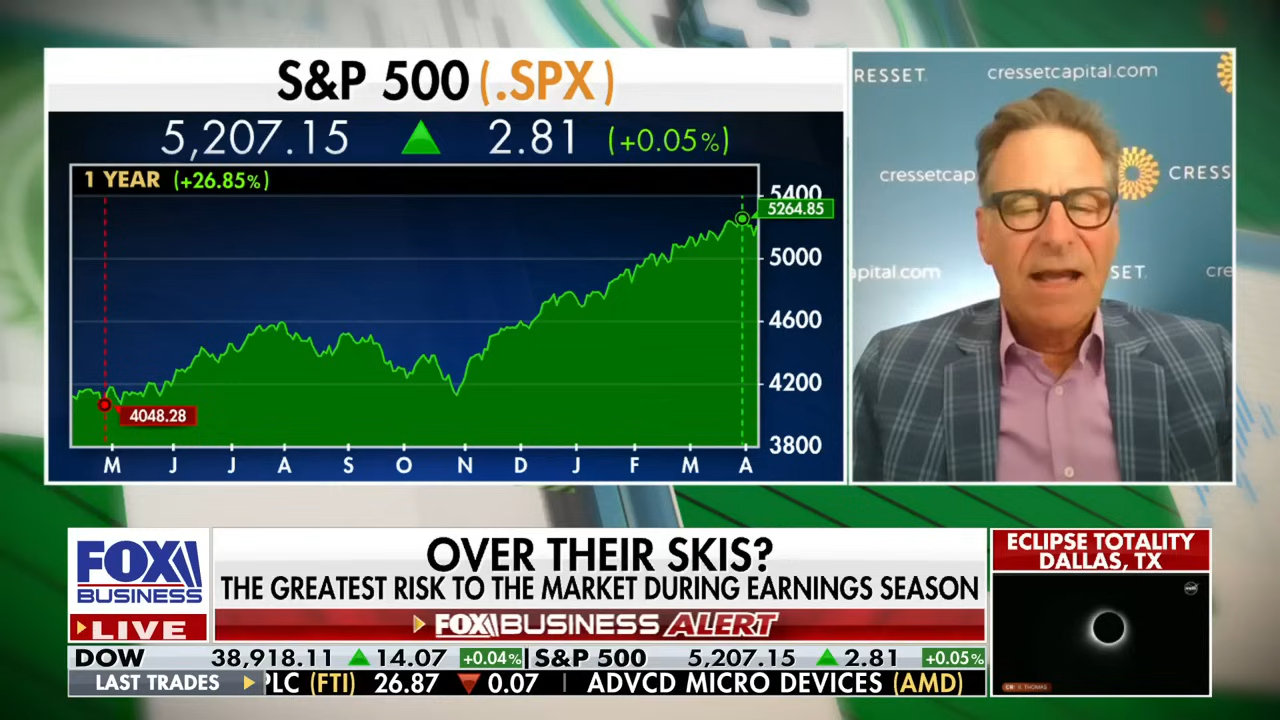 S&P 500 (.SPX)
5,207.15 ▲ 2.81 (+0.05%)
1 YEAR (+26.85%)
5400
5264.85
5000
4600
4200
3800
4048.28
M J J A S O N D J F M A
RESSET.
cressetcapital.com
cressetcap
CRESS
apital.com
SET.
cre
FOX
BUSINESS
LIVE
OVER THEIR SKIS?
THE GREATEST RISK TO THE MARKET DURING EARNINGS SEASON
FOX BUSINESS ALERT
ECLIPSE TOTALITY
DALLAS, TX
DOW 38,918.11 ▲ 14.07 +0.04% S&P 500 5,207.15 ▲ 2.81 +0.05%
LAST TRADES PLC (FTI) 26.87 ▼ 0.07 | ADVCD MICRO DEVICES (AMD)